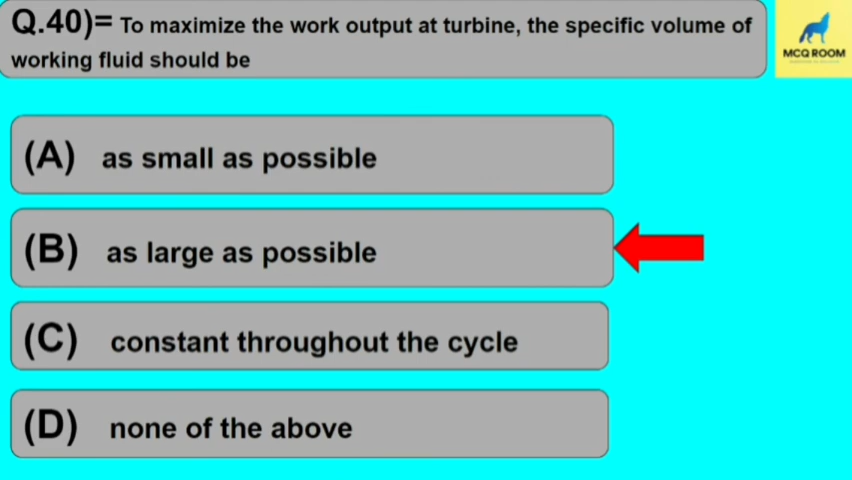 Q.40)= To maximize the work output at turbine, the specific volume of
working fluid should be
MCQ ROOM
(A) as small as possible
(B) as large as possible
(C) constant throughout the cycle
(D) none of the above